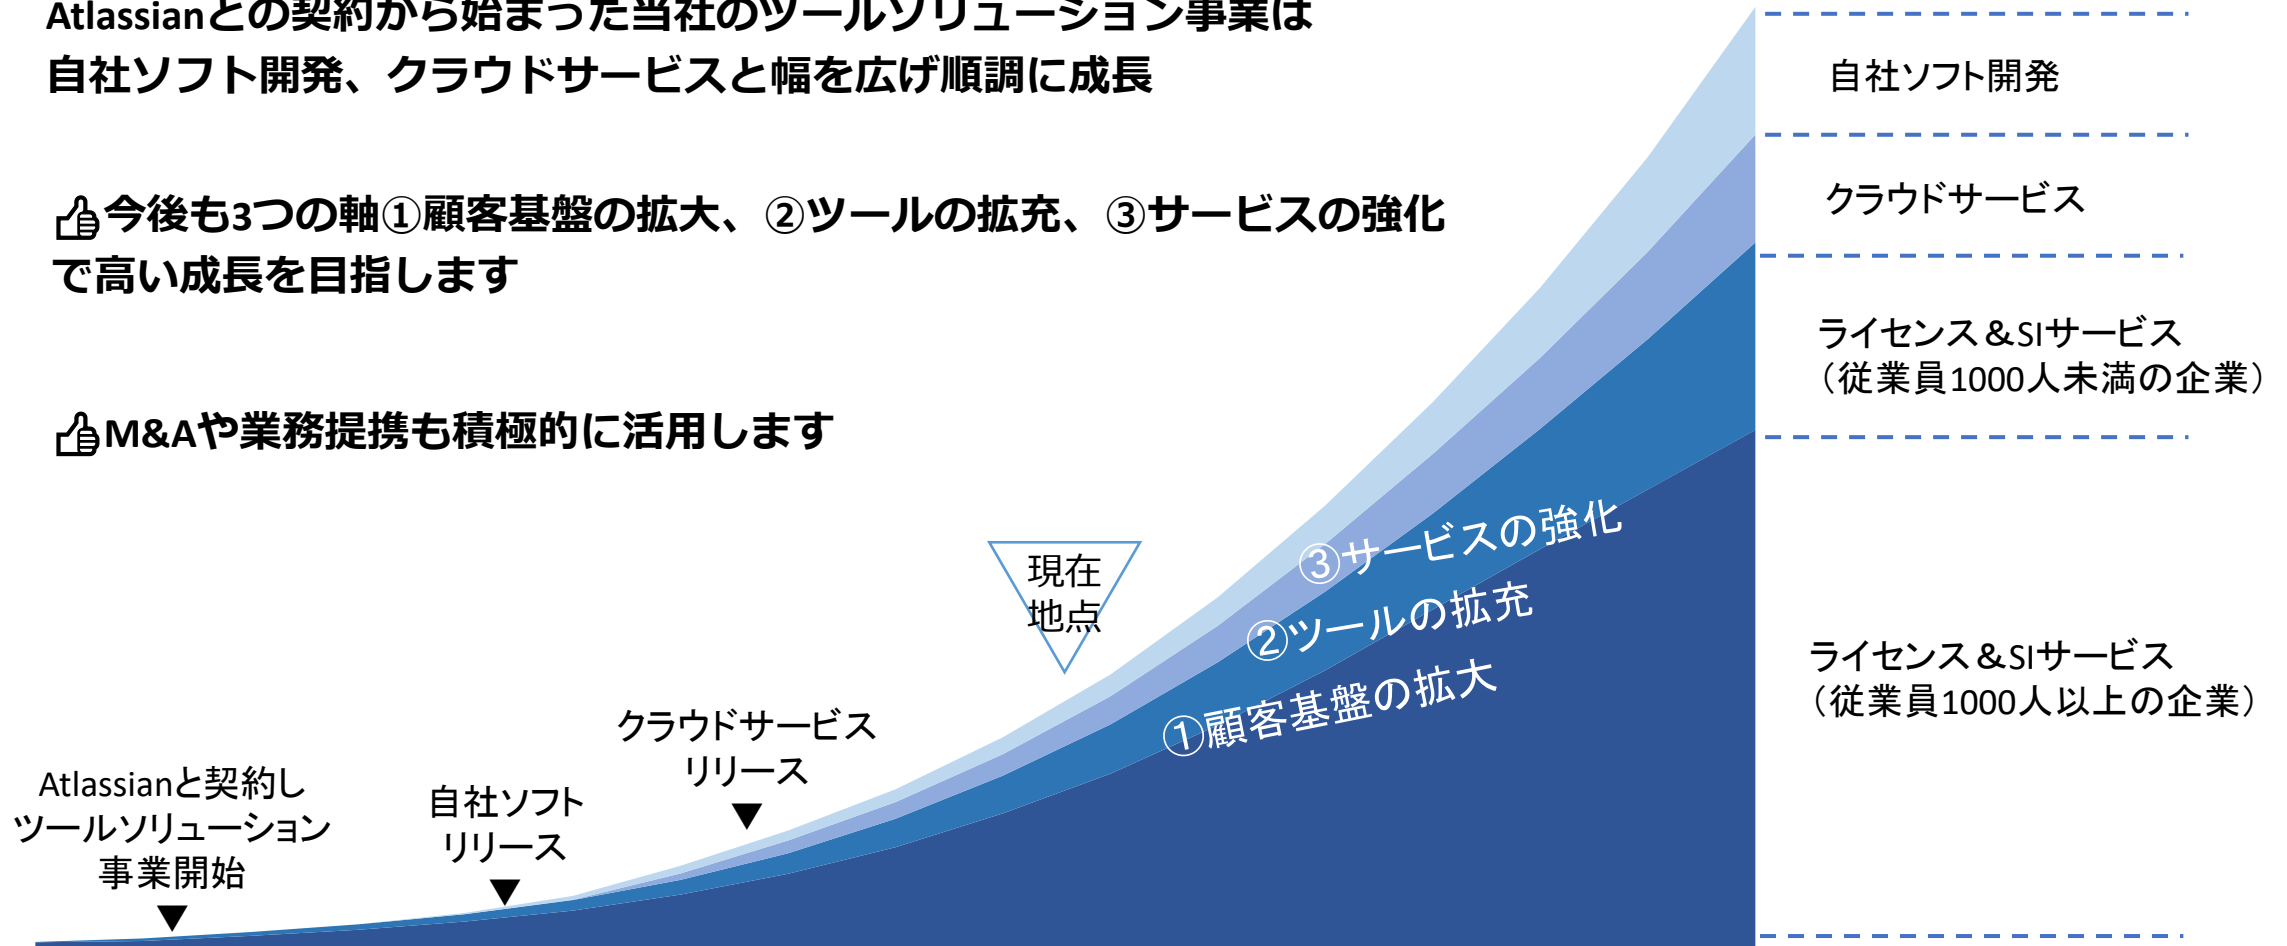 Atlassianとの契約から始まった当社のツールソリューション事業は
自社ソフト開発、クラウドサービスと幅を広げ順調に成長
👍今後も3つの軸①顧客基盤の拡大、②ツールの拡充、③サービスの強化
で高い成長を目指します
👍M&Aや業務提携も積極的に活用します
自社ソフト開発
クラウドサービス
ライセンス＆SIサービス
（従業員1000人未満の企業）
ライセンス＆SIサービス
（従業員1000人以上の企業）
現在
地点
③サービスの強化
②ツールの拡充
①顧客基盤の拡大
クラウドサービス
リリース
▼
自社ソフト
リリース
▼
Atlassianと契約し
ツールソリューション
事業開始
▼